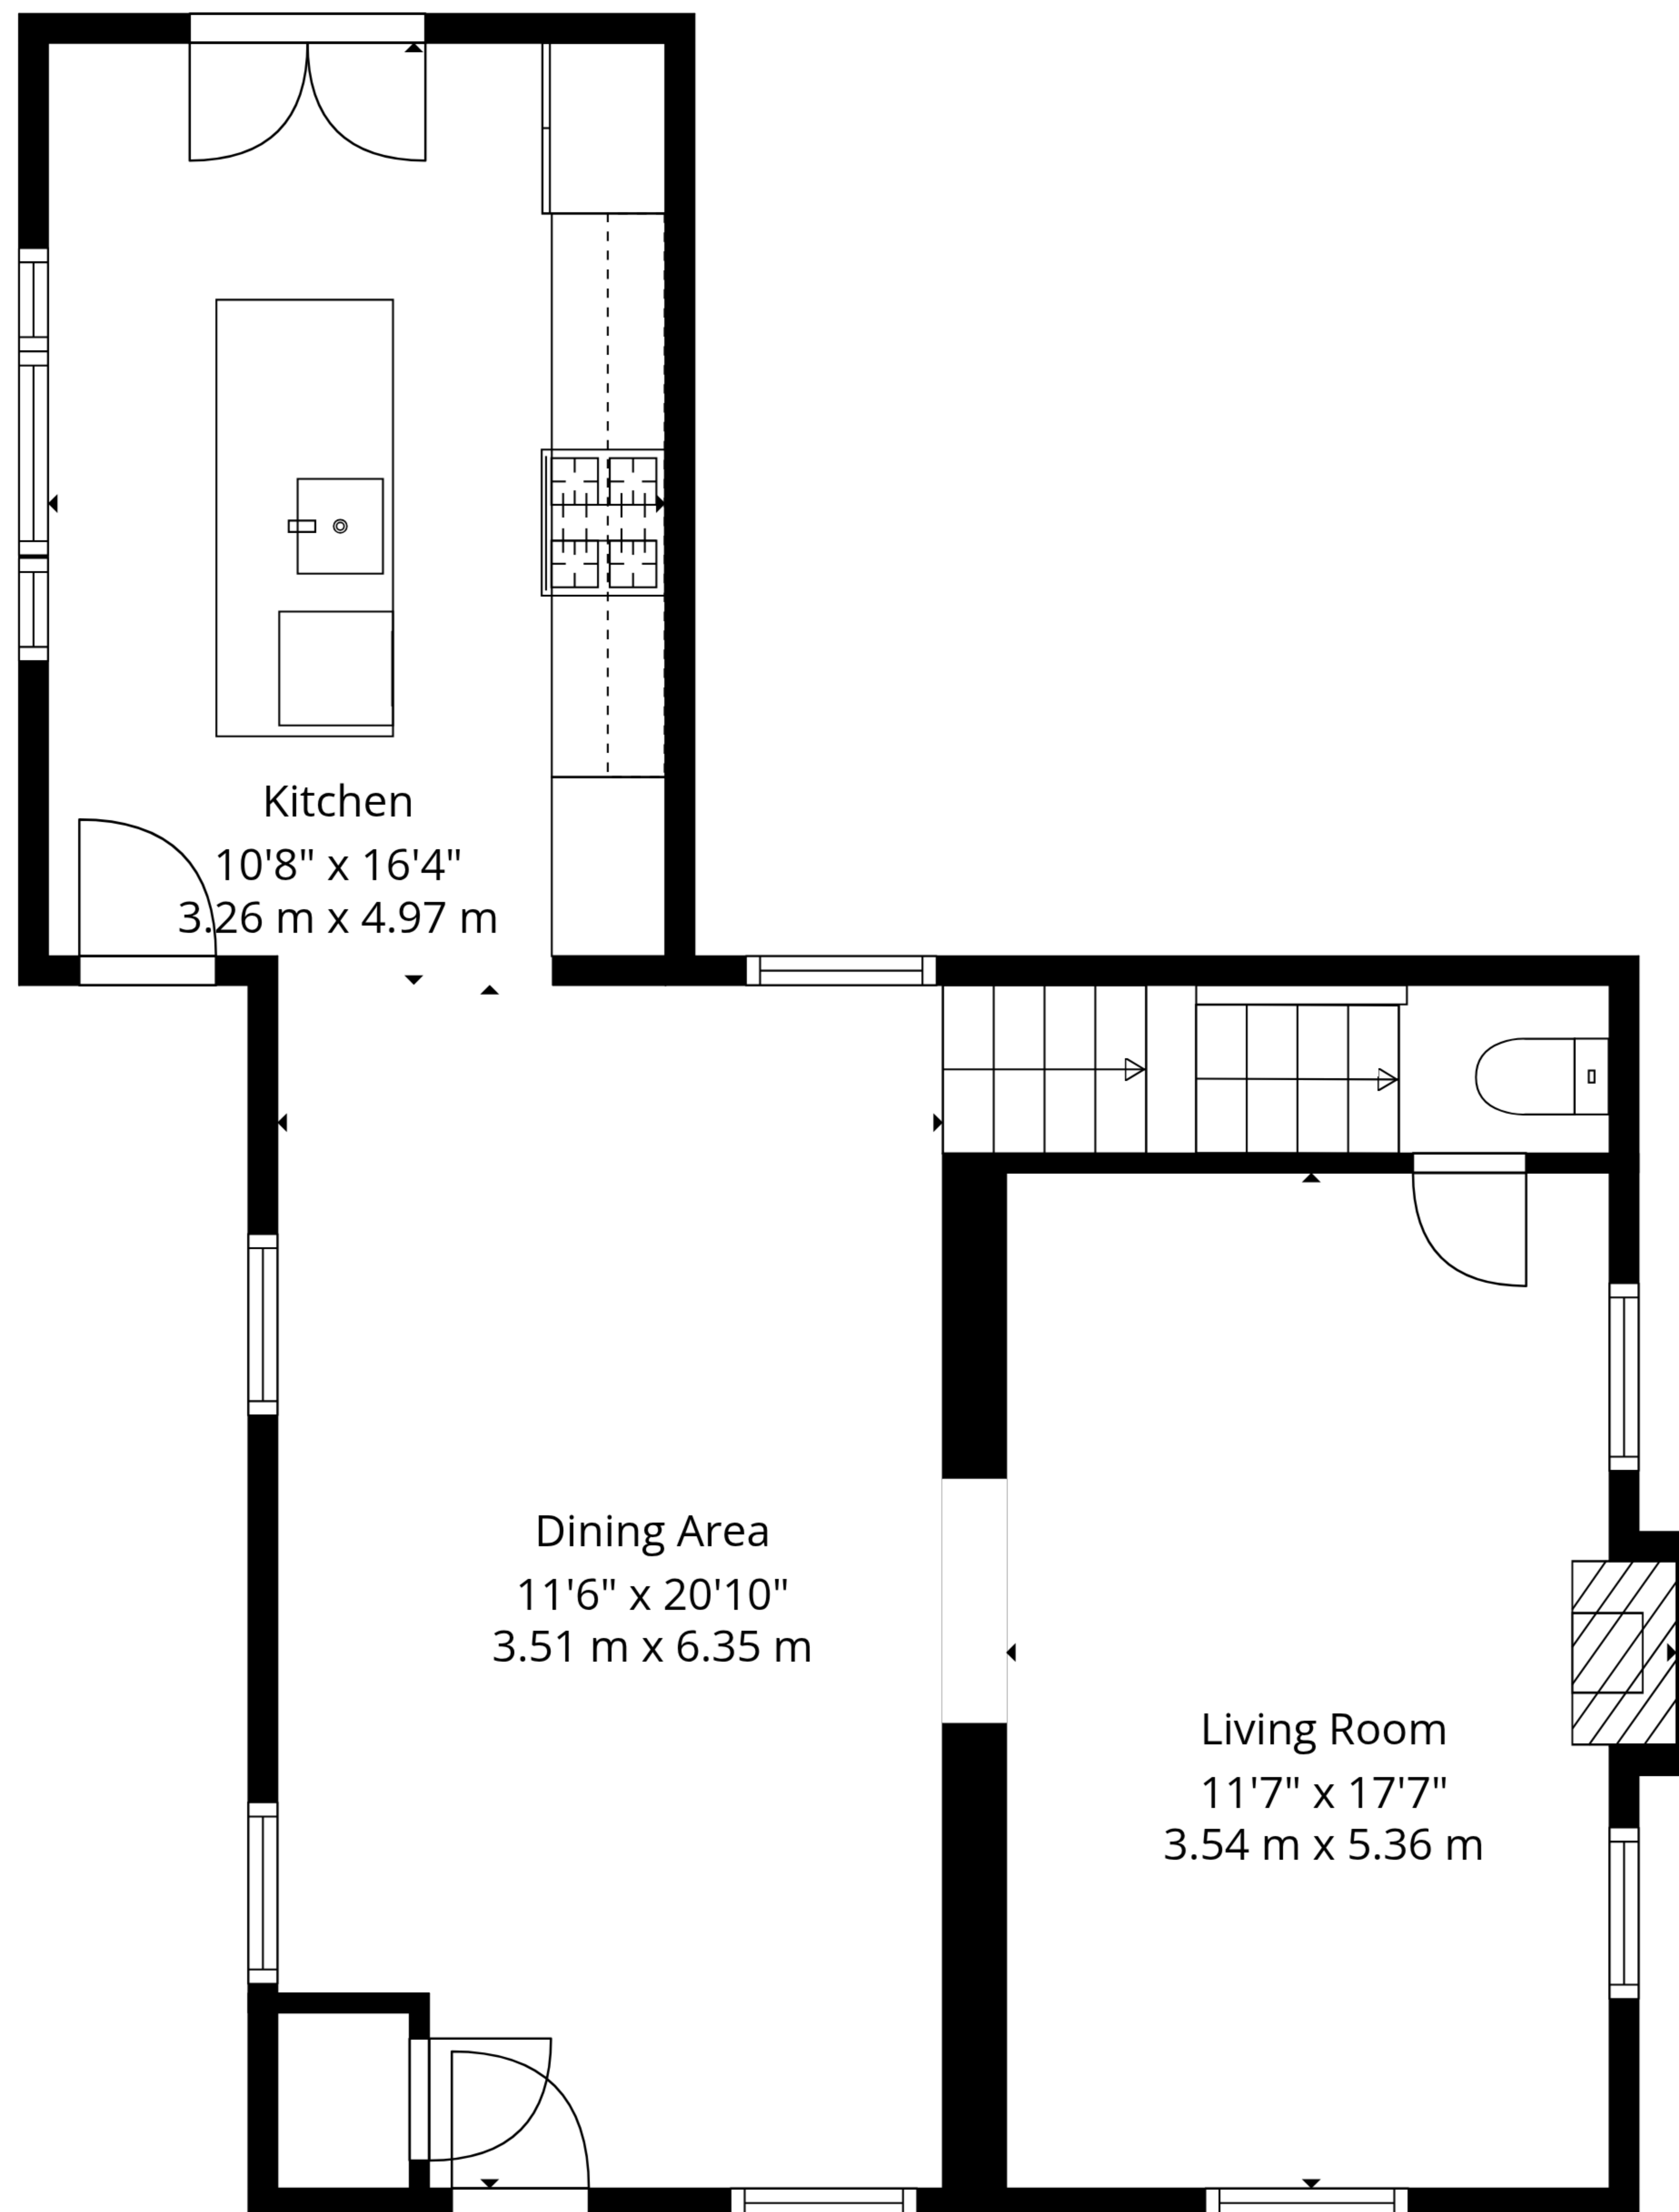 Kitchen
10'8" x 16'4"
3.26 m x 4.97 m
Dining Area
11'6" x 20'10"
3.51 m x 6.35 m
Living Room
11'7" x 17'7"
3.54 m x 5.36 m